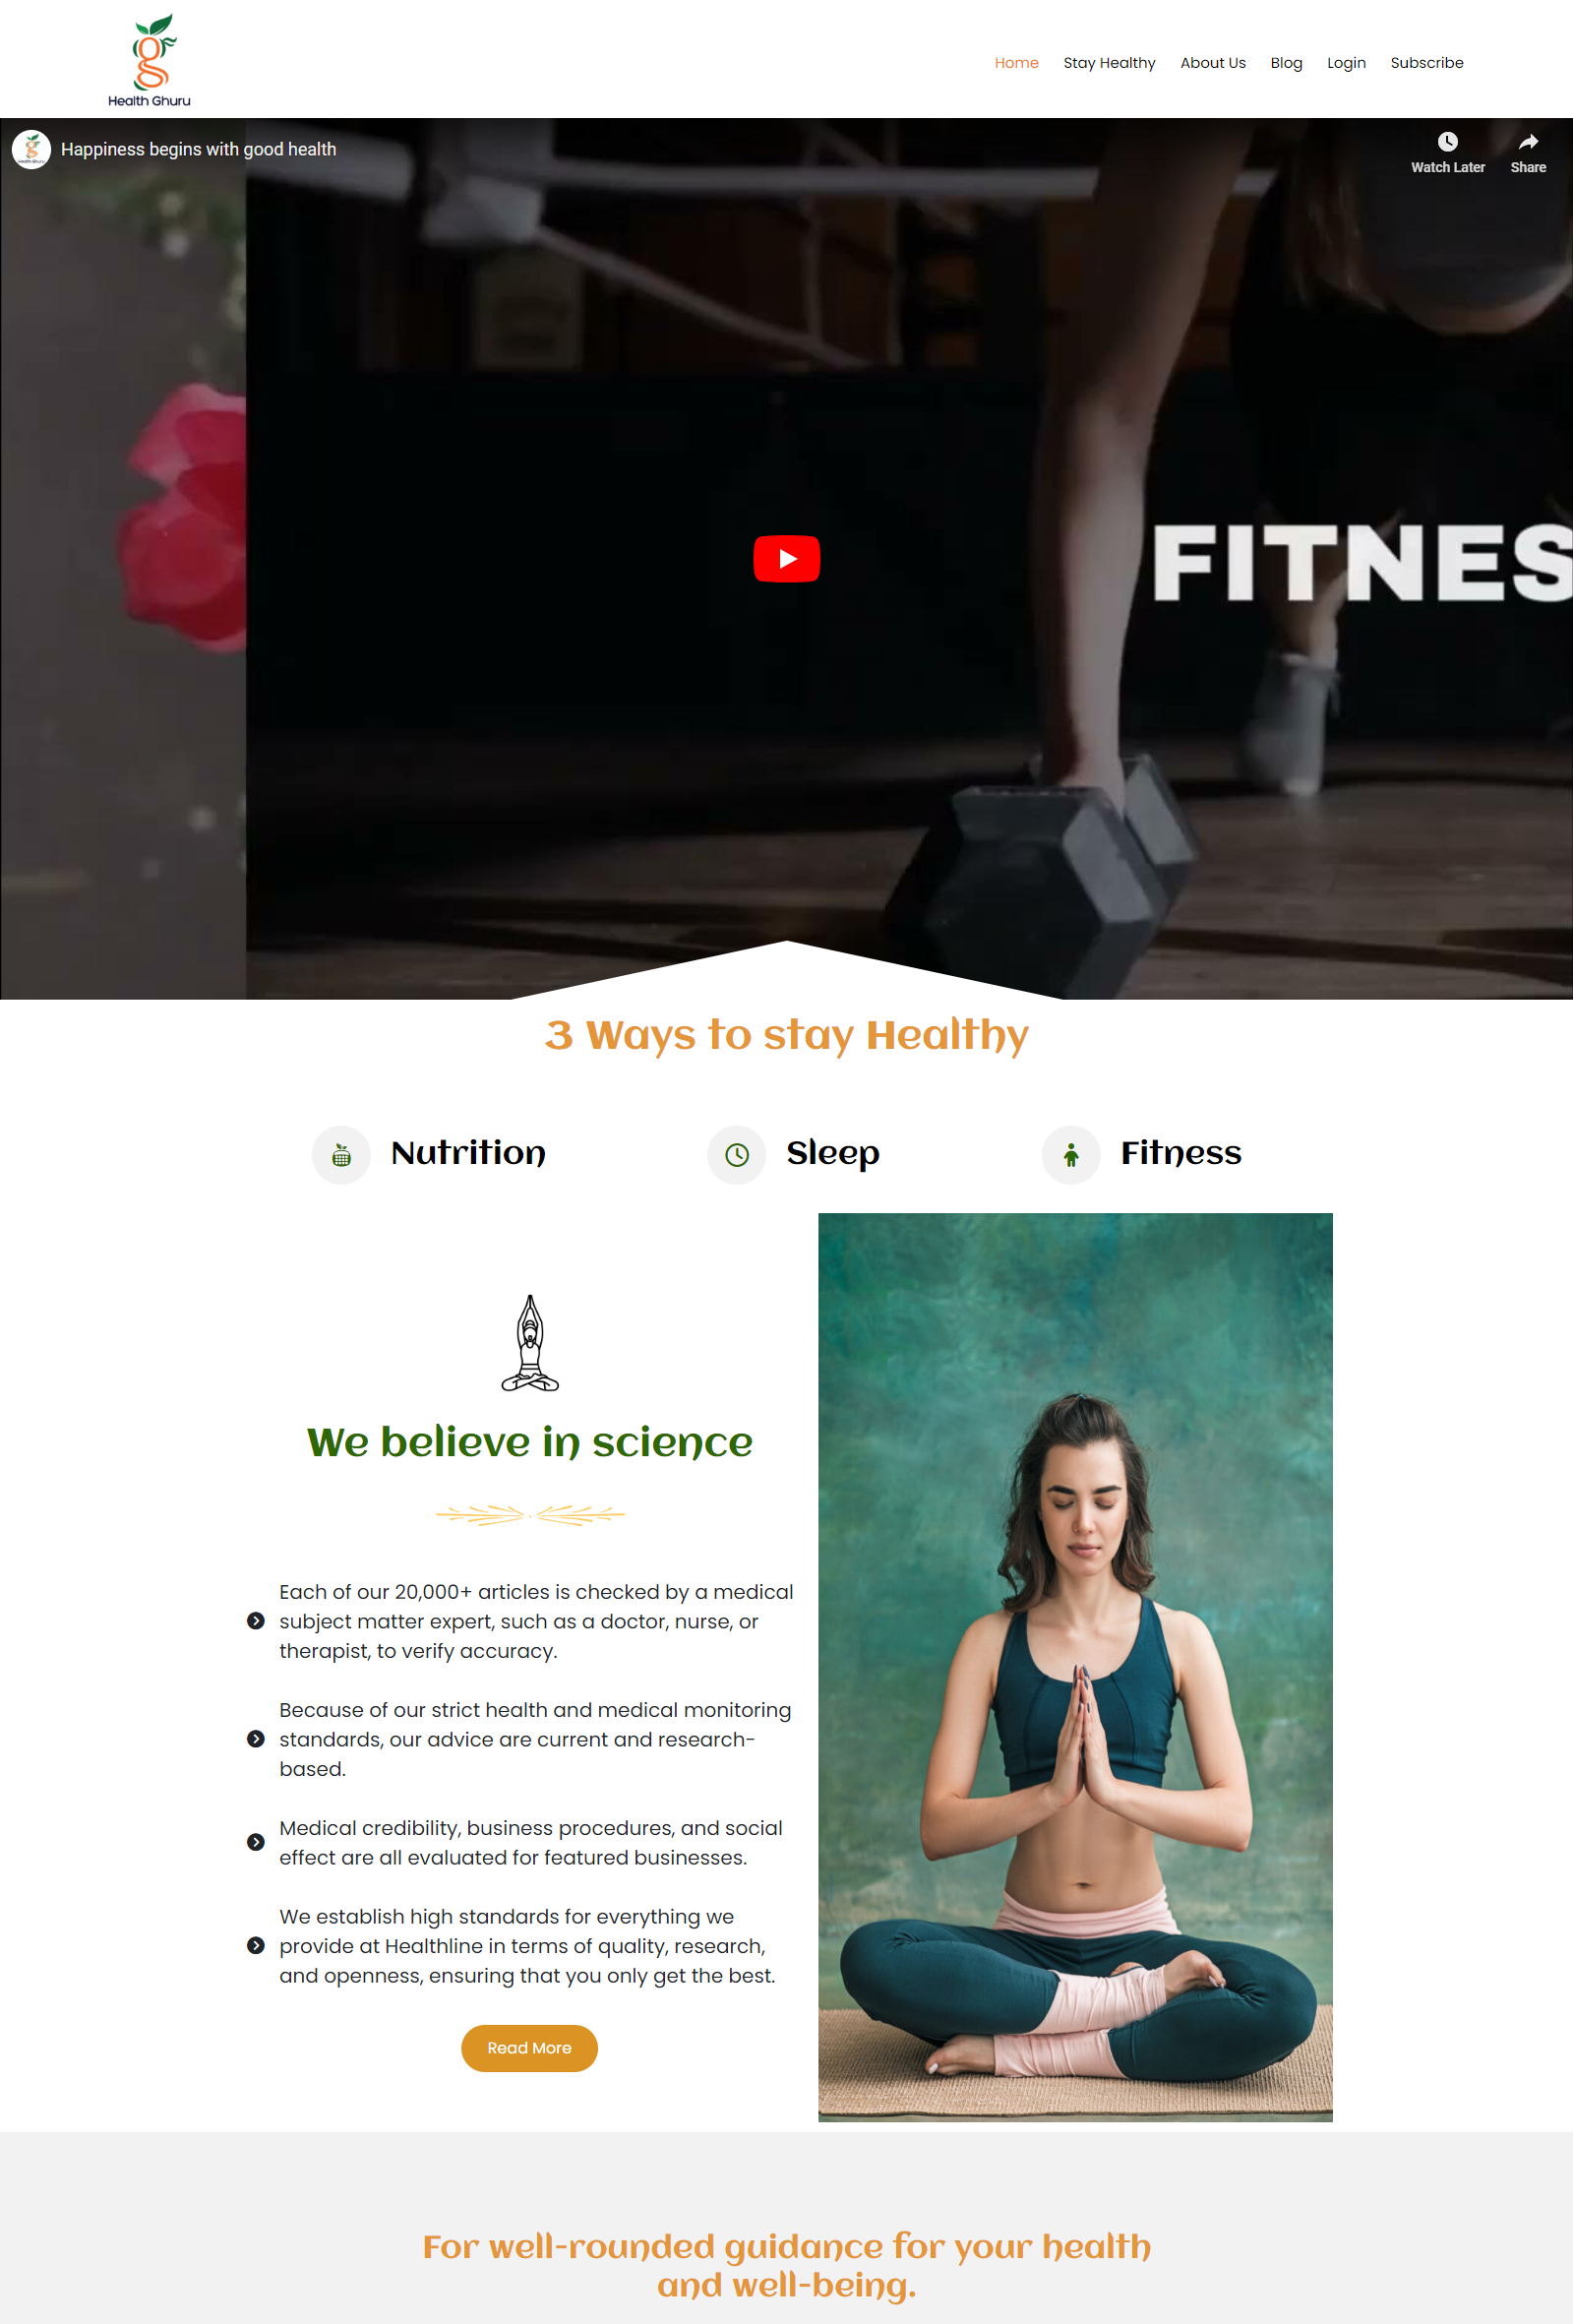 Health Ghuru
Home Stay Healthy About Us Blog Login Subscribe
Happiness begins with good health
Watch Later Share
FITNES
3 Ways to stay Healthy
Nutrition Sleep Fitness
We believe in science
Each of our 20,000+ articles is checked by a medical
subject matter expert, such as a doctor, nurse, or
therapist, to verify accuracy.
Because of our strict health and medical monitoring
standards, our advice are current and research-
based.
Medical credibility, business procedures, and social
effect are all evaluated for featured businesses.
We establish high standards for everything we
provide at Healthline in terms of quality, research,
and openness, ensuring that you only get the best.
Read More
For well-rounded guidance for your health
and well-being.